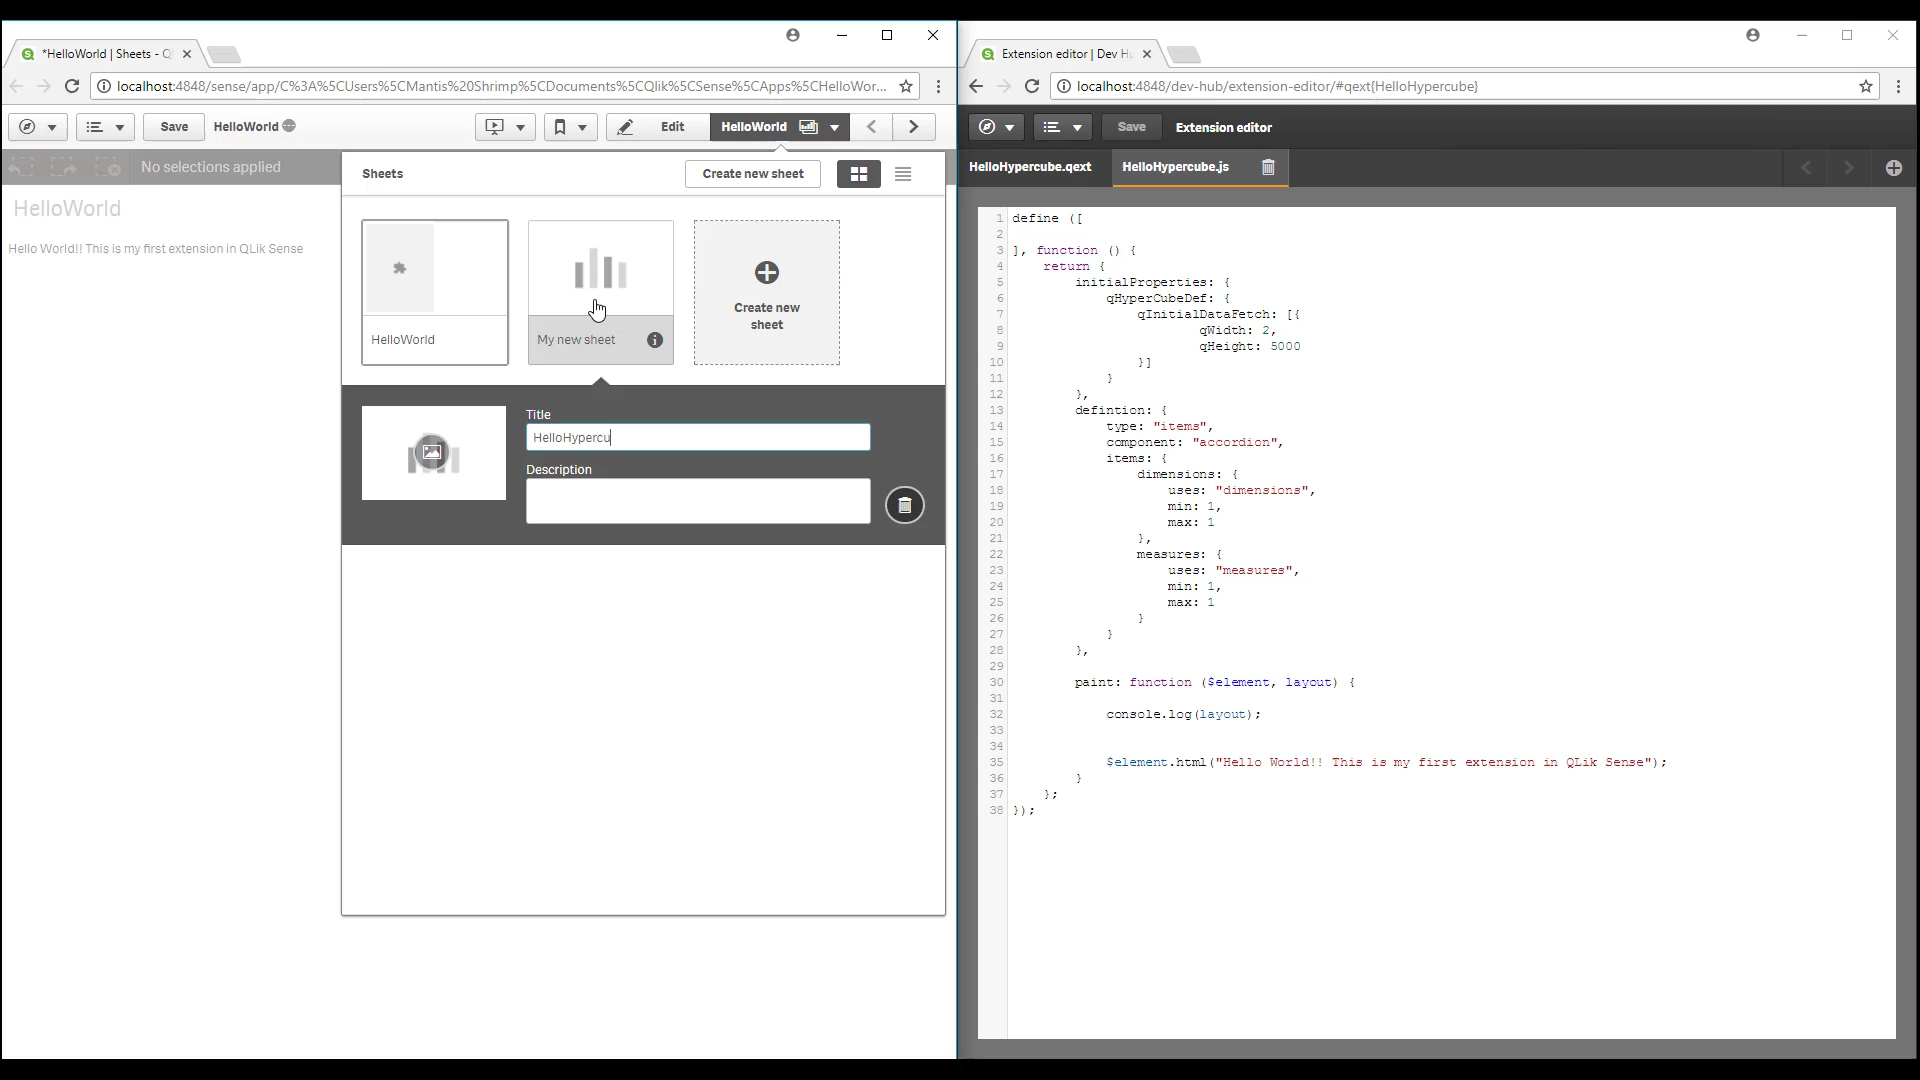 *HelloWorld | Sheets - Q
localhost:4848/sense/app/C%3A%5CUsers%5CMantis%20Shrimp%5CDocuments%5CQlik%5CSense%5CApps%5CHelloWor...
Save
HelloWorld
Edit
HelloWorld
No selections applied
HelloWorld
Hello World!! This is my first extension in QLik Sense
Sheets
Create new sheet
HelloWorld
My new sheet
Create new
sheet
Title
HelloHypercu
Description
Extension editor | Dev H
localhost:4848/dev-hub/extension-editor/#qext{HelloHypercube}
Save
Extension editor
HelloHypercube.qext
HelloHypercube.js
1 define ([
2
3 ], function () {
4 return {
5 initialProperties: {
6 qHyperCubeDef: {
7 qInitialDataFetch: [{
8 qWidth: 2,
9 qHeight: 5000
10 }]
11 }
12 },
13 defintion: {
14 type: "items",
15 component: "accordion",
16 items: {
17 dimensions: {
18 uses: "dimensions",
19 min: 1,
20 max: 1
21 },
22 measures: {
23 uses: "measures",
24 min: 1,
25 max: 1
26 }
27 }
28 },
29
30 paint: function ($element, layout) {
31
32 console.log(layout);
33
34
35 $element.html("Hello World!! This is my first extension in QLik Sense");
36 }
37 };
38 });